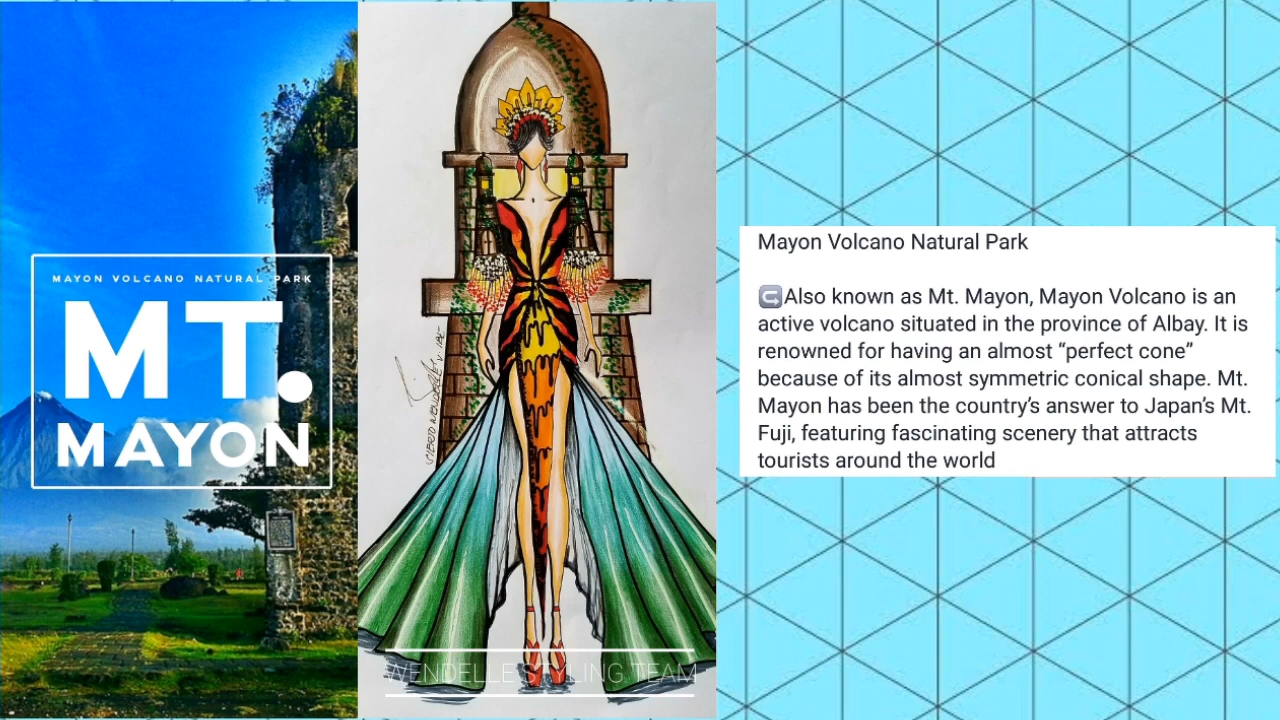 MAYON VOLCANO NATURAL PARK
MT.
MAYON
WENDELLE'S STYLING TEAM
Mayon Volcano Natural Park
Also known as Mt. Mayon, Mayon Volcano is an
active volcano situated in the province of Albay. It is
renowned for having an almost “perfect cone”
because of its almost symmetric conical shape. Mt.
Mayon has been the country’s answer to Japan’s Mt.
Fuji, featuring fascinating scenery that attracts
tourists around the world